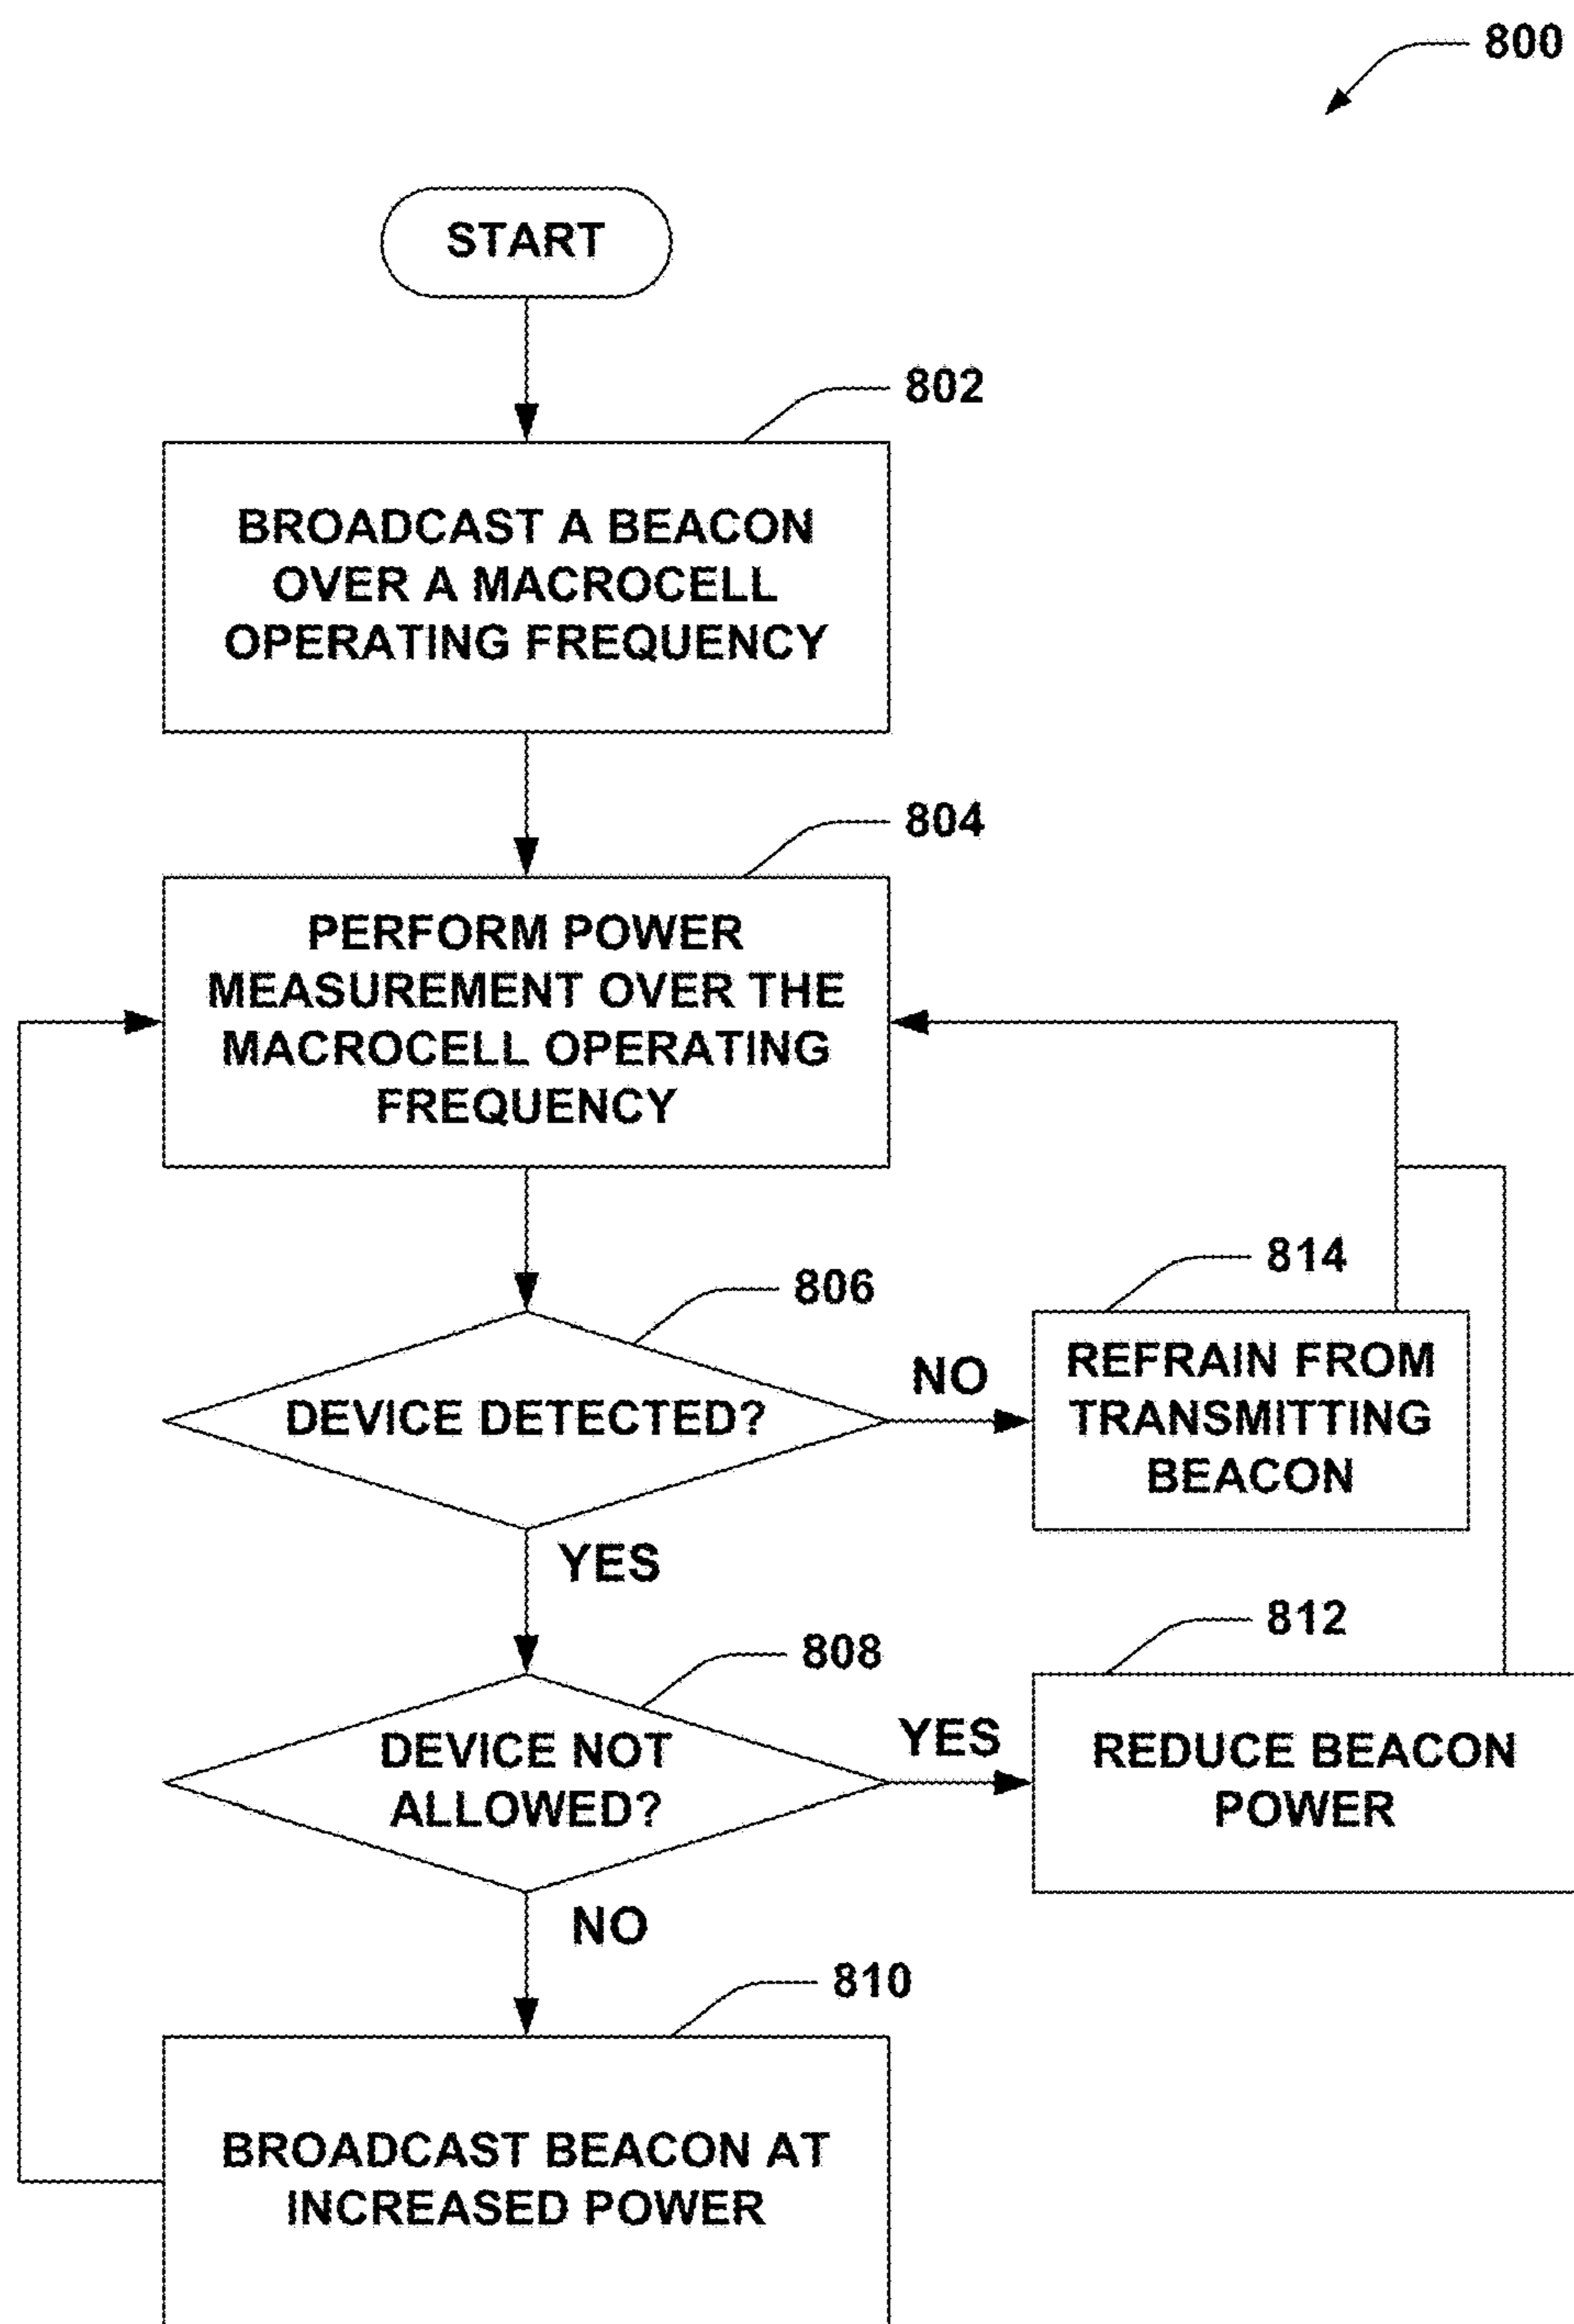 800
START
802
BROADCAST A BEACON
OVER A MACROCELL
OPERATING FREQUENCY
804
PERFORM POWER
MEASUREMENT OVER THE
MACROCELL OPERATING
FREQUENCY
806
DEVICE DETECTED?
NO
814
REFRAIN FROM
TRANSMITTING
BEACON
YES
808
DEVICE NOT
ALLOWED?
YES
812
REDUCE BEACON
POWER
NO
810
BROADCAST BEACON AT
INCREASED POWER